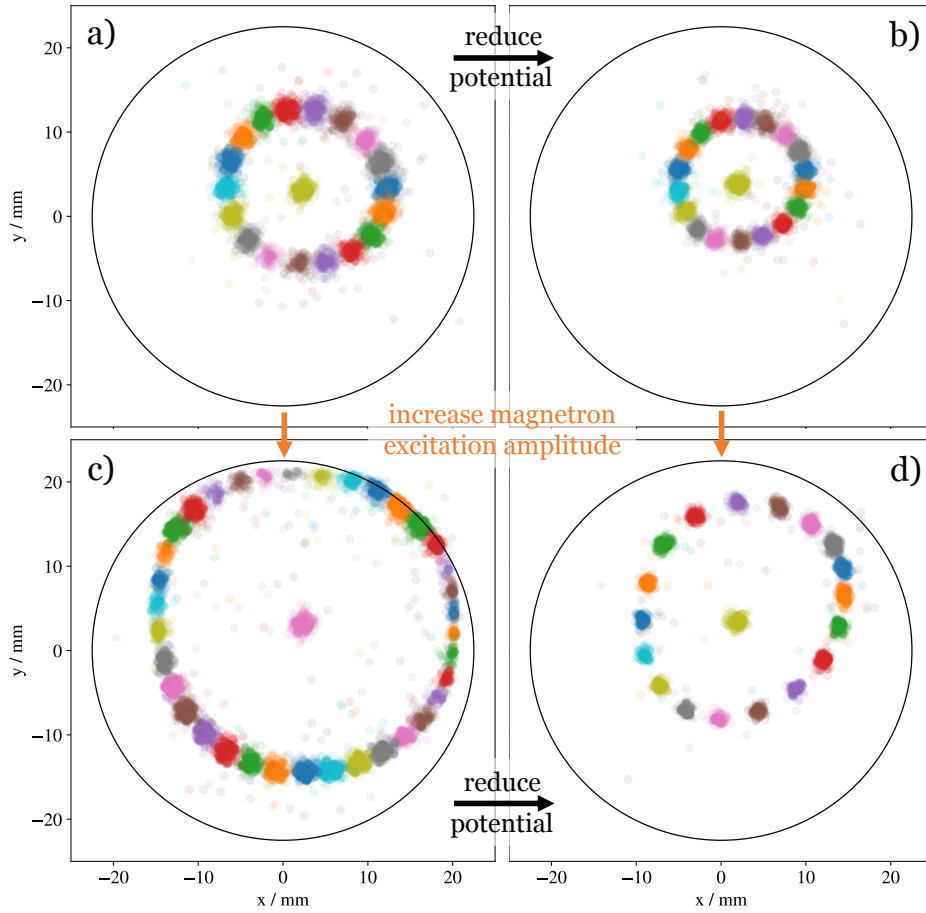 a)
reduce
potential
b)
y / mm
20
10
0
−10
−20
increase magnetron
excitation amplitude
c)
d)
y / mm
20
10
0
−10
−20
reduce
potential
−20 −10 0 10 20
−20 −10 0 10 20
x / mm
x / mm